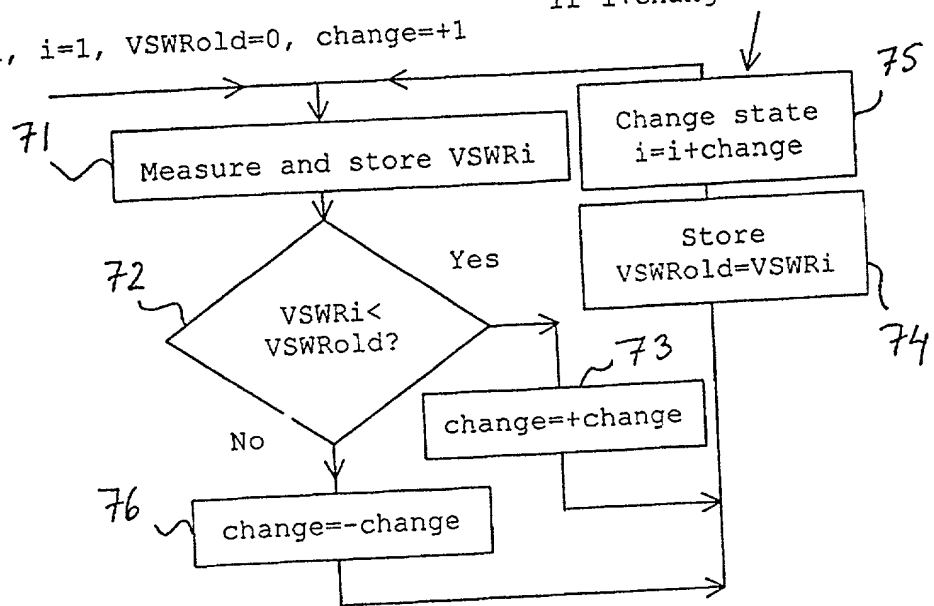 i=1, VSWRold=0, change=+1
75
Change state
i=i+change
71
Measure and store VSWRi
Store
VSWRold=VSWRi
72
Yes
VSWRi<
VSWRold?
74
73
change=+change
No
76
change=-change